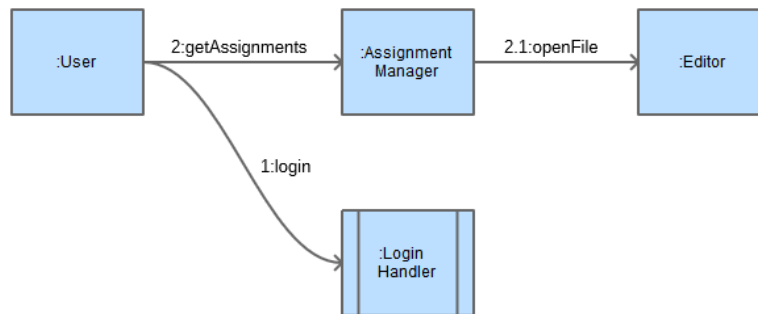 :User
2:getAssignments
:Assignment
Manager
2.1:openFile
:Editor
1:login
:Login
Handler